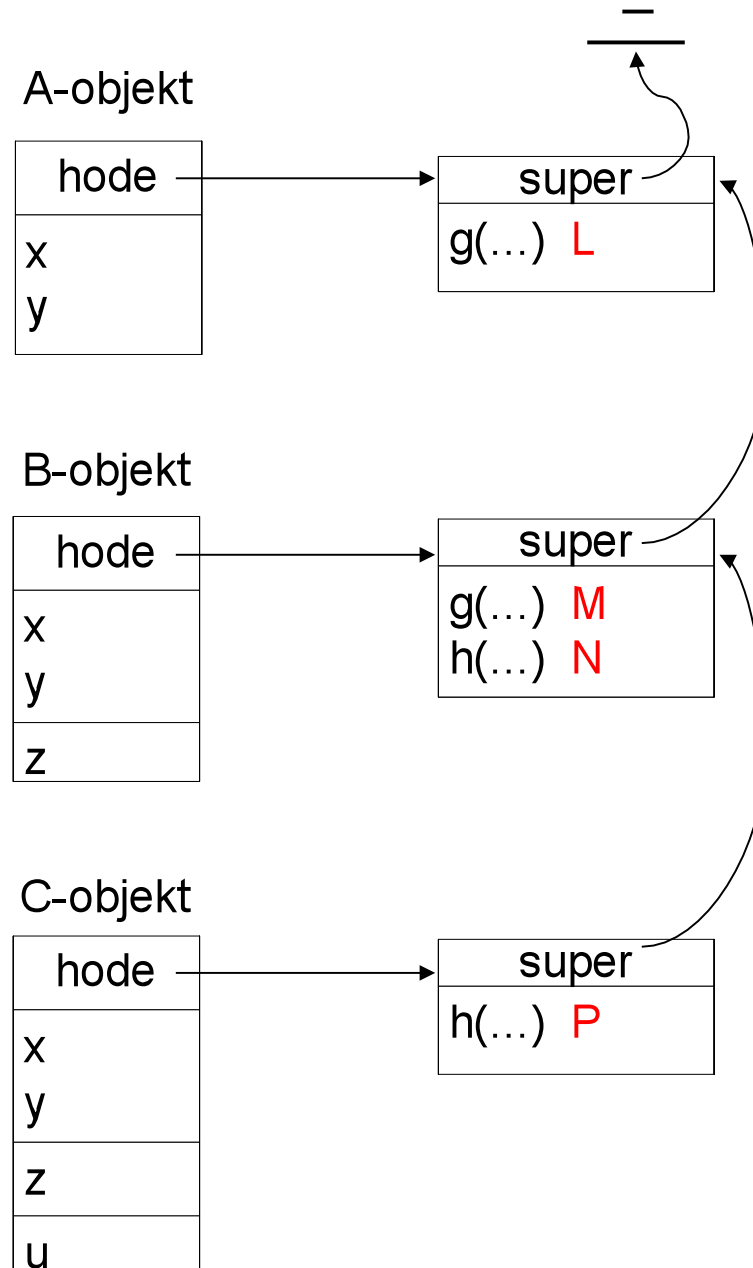 A-objekt
hode
x
y
super
g(...) L
B-objekt
hode
x
y
z
super
g(...) M
h(...) N
C-objekt
hode
x
y
z
u
super
h(...) P